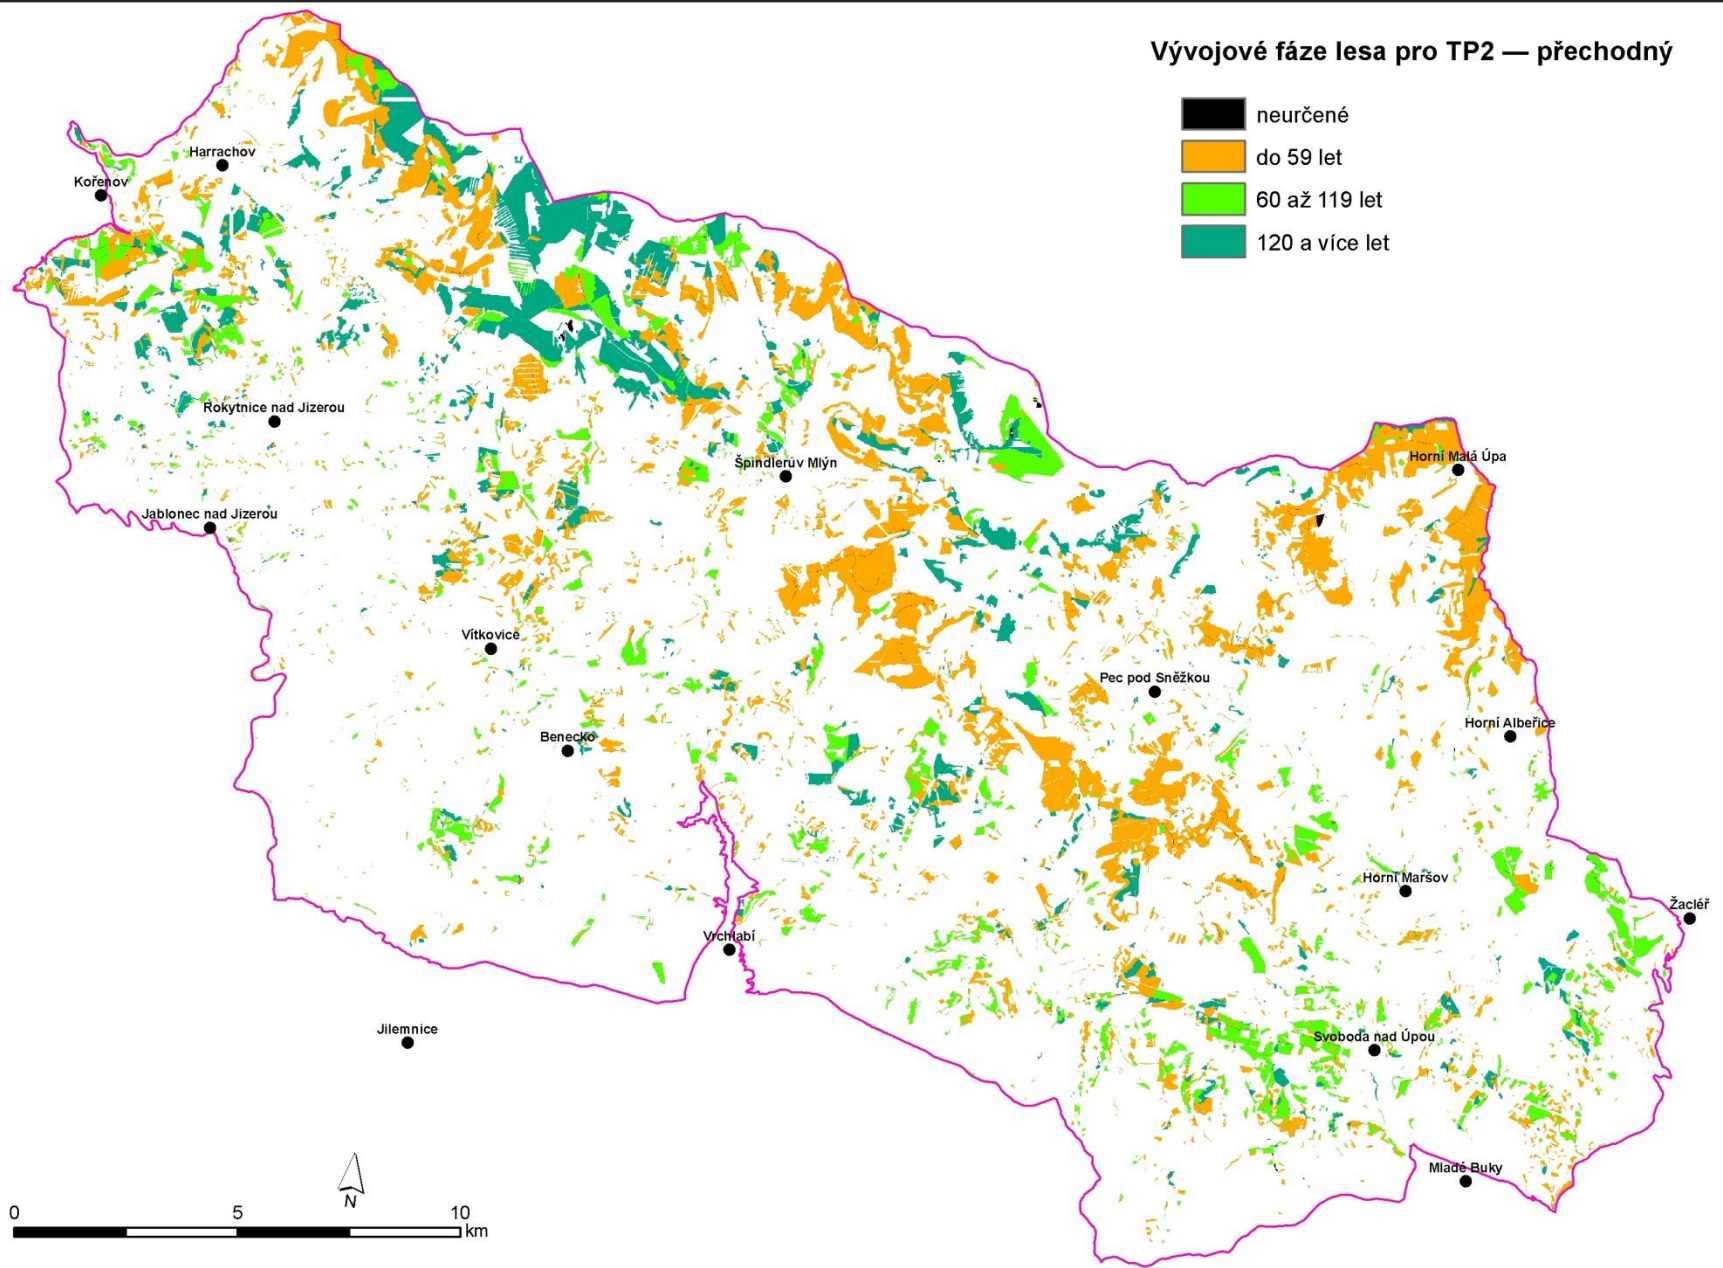 Vývojové fáze lesa pro TP2 — přechodný
neurčené
do 59 let
60 až 119 let
120 a více let
Harrachov
Kořenov
Rokytnice nad Jizerou
Špindlerův Mlýn
Horní Malá Úpa
Jablonec nad Jizerou
Vítkovice
Pec pod Sněžkou
Horní Albeřice
Benecko
Horní Maršov
Žacléř
Vrchlabí
Jilemnice
Svoboda nad Úpou
Mladé Buky
N
0 5 10
km